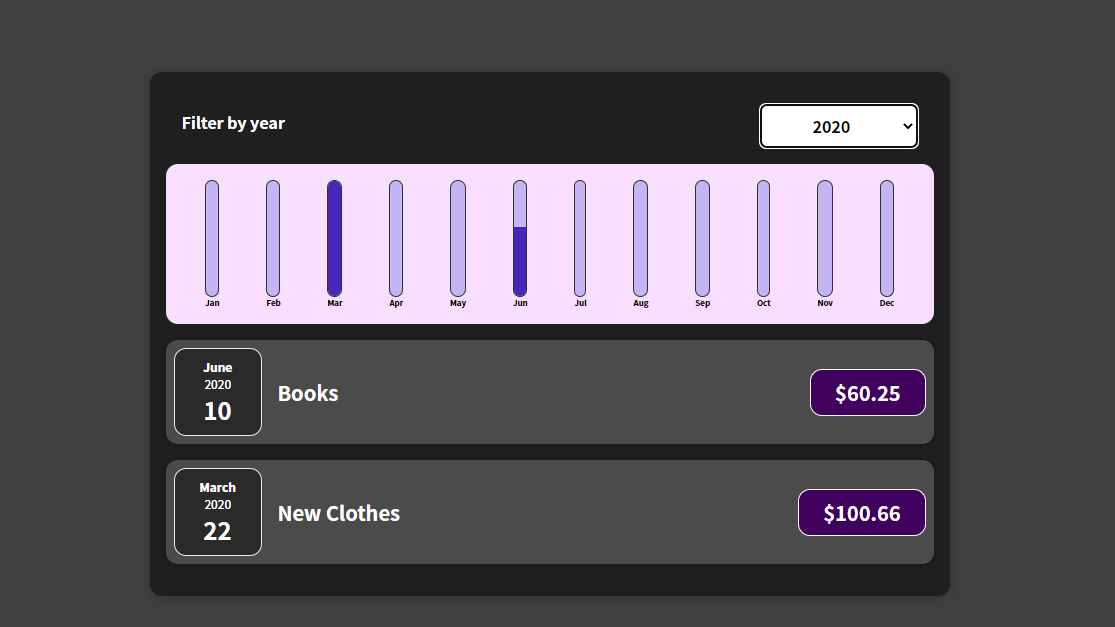 Filter by year
2020
Jan Feb Mar Apr May Jun Jul Aug Sep Oct Nov Dec
June
2020
10
Books
$60.25
March
2020
22
New Clothes
$100.66